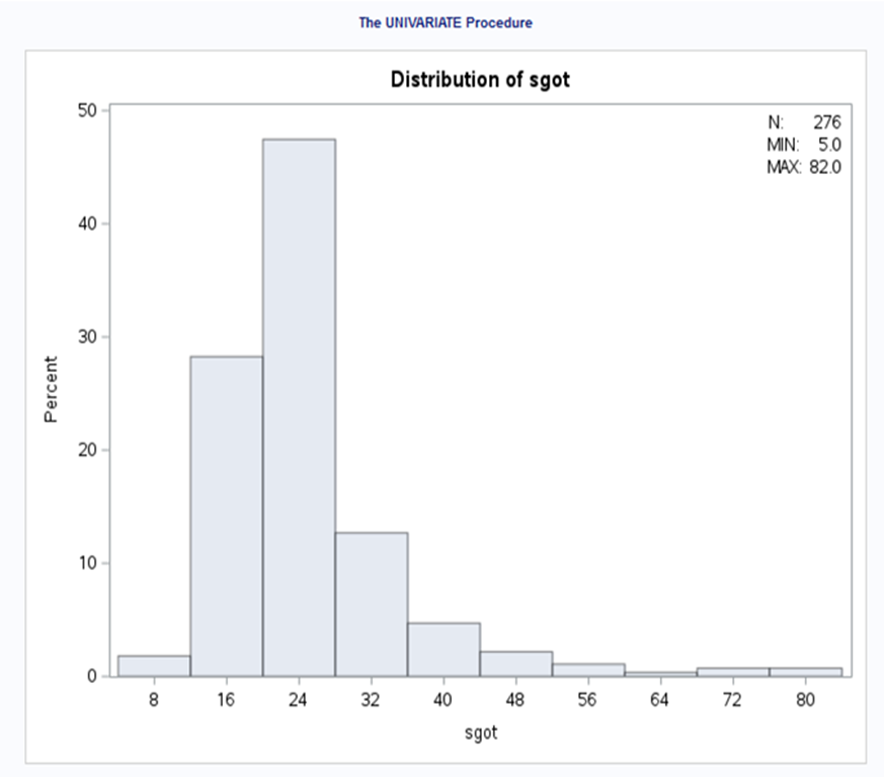 The UNIVARIATE Procedure
Distribution of sgot
N: 276
MIN: 5.0
MAX: 82.0
50
40
30
20
10
0
Percent
8 16 24 32 40 48 56 64 72 80
sgot